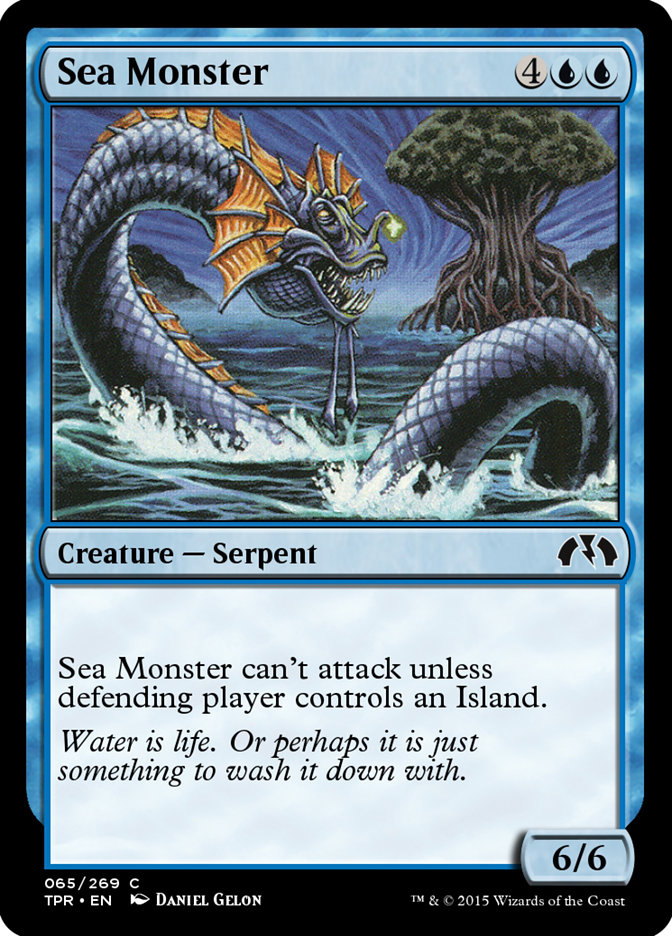 Sea Monster 4
Creature — Serpent
Sea Monster can't attack unless
defending player controls an Island.
Water is life. Or perhaps it is just
something to wash it down with.
6/6
065/269 C
TPR • EN DANIEL GELON
™ & © 2015 Wizards of the Coast